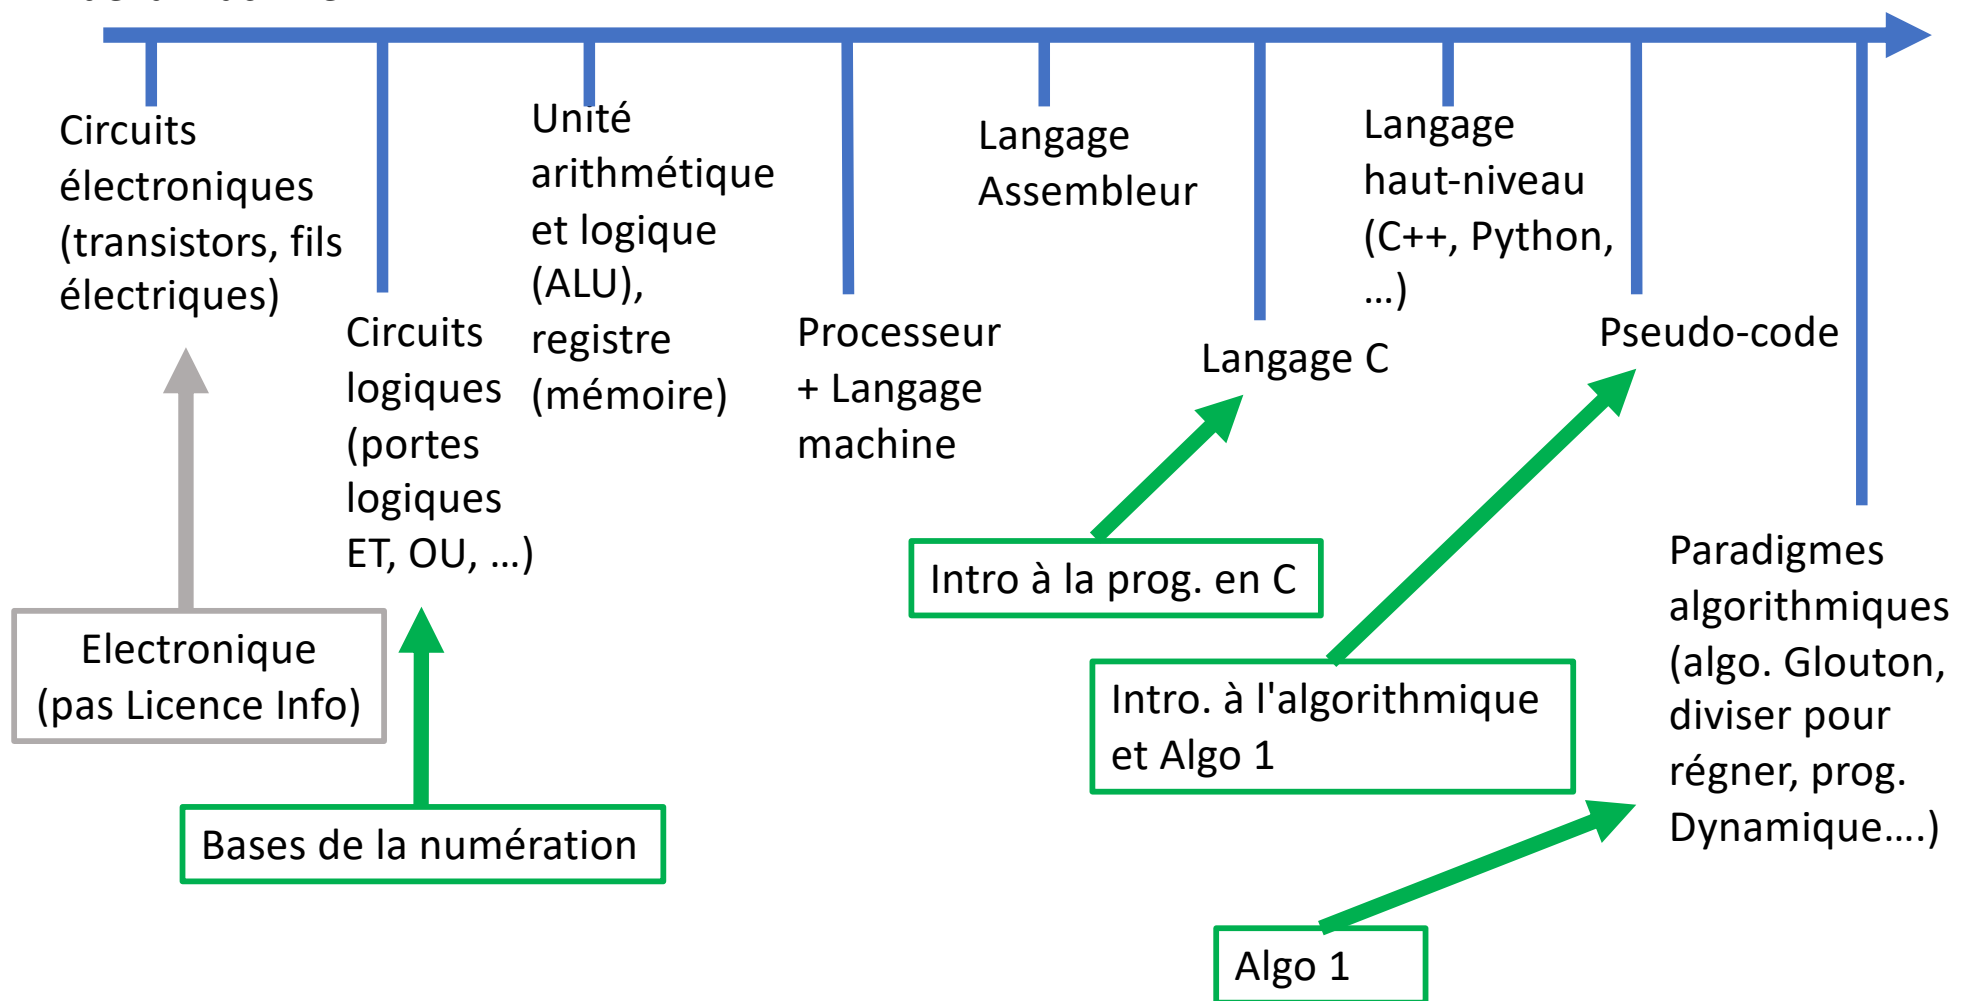 Circuits
électroniques
(transistors, fils
électriques)
Circuits
logiques
(portes
logiques
ET, OU, ...)
Unité
arithmétique
et logique
(ALU),
registre
(mémoire)
Processeur
+ Langage
machine
Langage
Assembleur
Langage C
Langage
haut-niveau
(C++, Python,
...)
Pseudo-code
Paradigmes
algorithmiques
(algo. Glouton,
diviser pour
régner, prog.
Dynamique....)
Electronique
(pas Licence Info)
Bases de la numération
Intro à la prog. en C
Intro. à l'algorithmique
et Algo 1
Algo 1